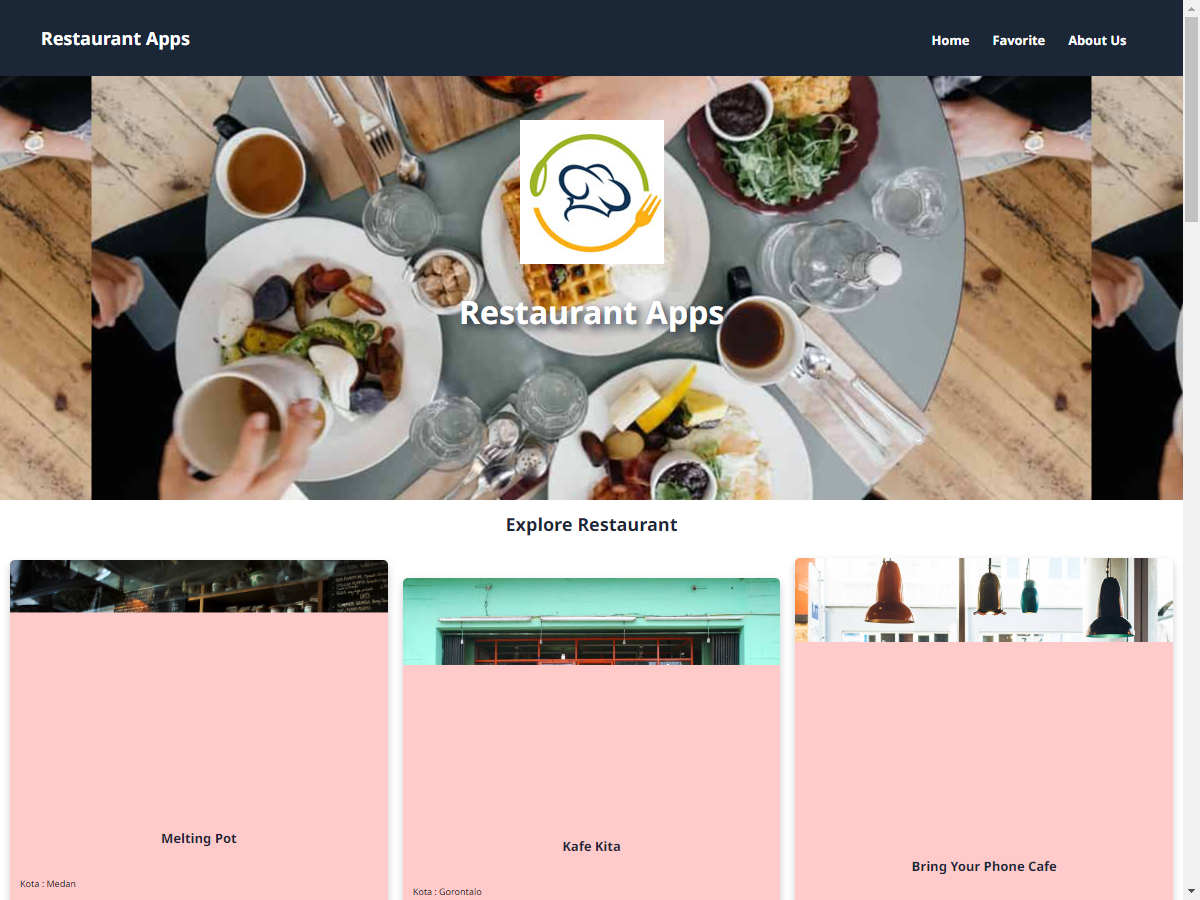 Restaurant Apps
Home Favorite About Us
Restaurant Apps
Explore Restaurant
Melting Pot
Kafe Kita
Bring Your Phone Cafe
Kota : Medan
Kota : Gorontalo